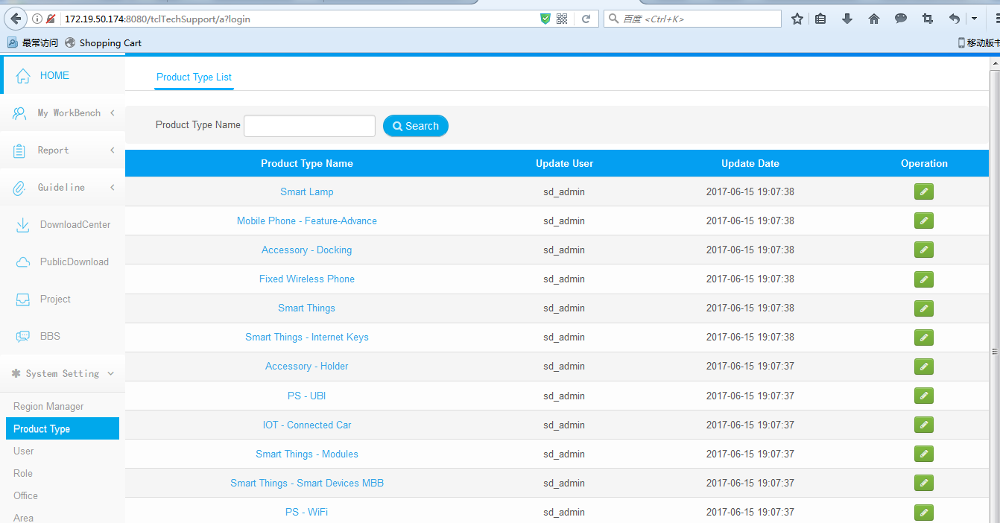 172.19.50.174:8080/tclTechSupport/a?login
百度 <Ctrl+K>
最常访问 Shopping Cart
移动版书
HOME
My WorkBench
Report
Guideline
DownloadCenter
PublicDownload
Project
BBS
System Setting
Region Manager
Product Type
User
Role
Office
Area
Product Type List
Product Type Name Search
Product Type Name Update User Update Date Operation
Smart Lamp sd_admin 2017-06-15 19:07:38
Mobile Phone - Feature-Advance sd_admin 2017-06-15 19:07:38
Accessory - Docking sd_admin 2017-06-15 19:07:38
Fixed Wireless Phone sd_admin 2017-06-15 19:07:38
Smart Things sd_admin 2017-06-15 19:07:38
Smart Things - Internet Keys sd_admin 2017-06-15 19:07:38
Accessory - Holder sd_admin 2017-06-15 19:07:37
PS - UBI sd_admin 2017-06-15 19:07:37
IOT - Connected Car sd_admin 2017-06-15 19:07:37
Smart Things - Modules sd_admin 2017-06-15 19:07:37
Smart Things - Smart Devices MBB sd_admin 2017-06-15 19:07:37
PS - WiFi sd_admin 2017-06-15 19:07:37